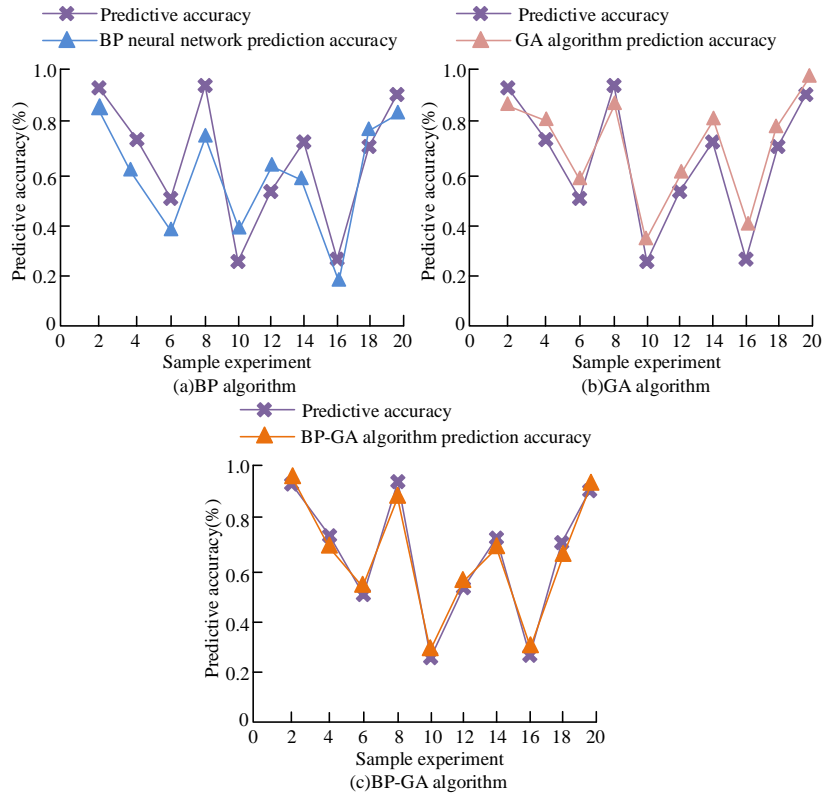 Predictive accuracy
BP neural network prediction accuracy
Predictive accuracy(%)
1.0
0.8
0.6
0.4
0.2
0
0 2 4 6 8 10 12 14 16 18 20
Sample experiment
(a)BP algorithm
Predictive accuracy
GA algorithm prediction accuracy
Predictive accuracy(%)
1.0
0.8
0.6
0.4
0.2
0
0 2 4 6 8 10 12 14 16 18 20
Sample experiment
(b)GA algorithm
Predictive accuracy
BP-GA algorithm prediction accuracy
Predictive accuracy(%)
1.0
0.8
0.6
0.4
0.2
0
0 2 4 6 8 10 12 14 16 18 20
Sample experiment
(c)BP-GA algorithm